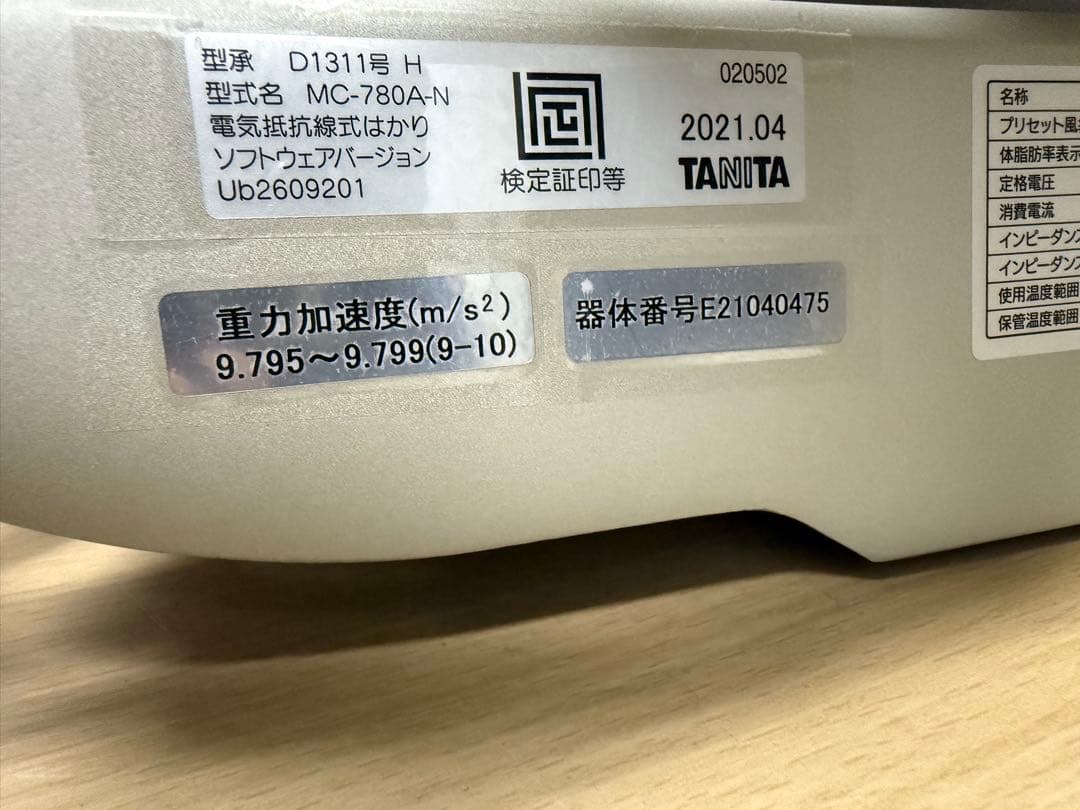 型承 D1311号 H
型式名 MC-780A-N
電気抵抗線式はかり
ソフトウェアバージョン
Ub2609201
検定証印等
020502
2021.04
TANITA
重力加速度(m/s²)
9.795～9.799(9-10)
器体番号E21040475
名称
プリセット風
体脂肪率表示
定格電圧
消費電流
インピーダンス
インピーダンス
使用温度範囲
保管温度範囲